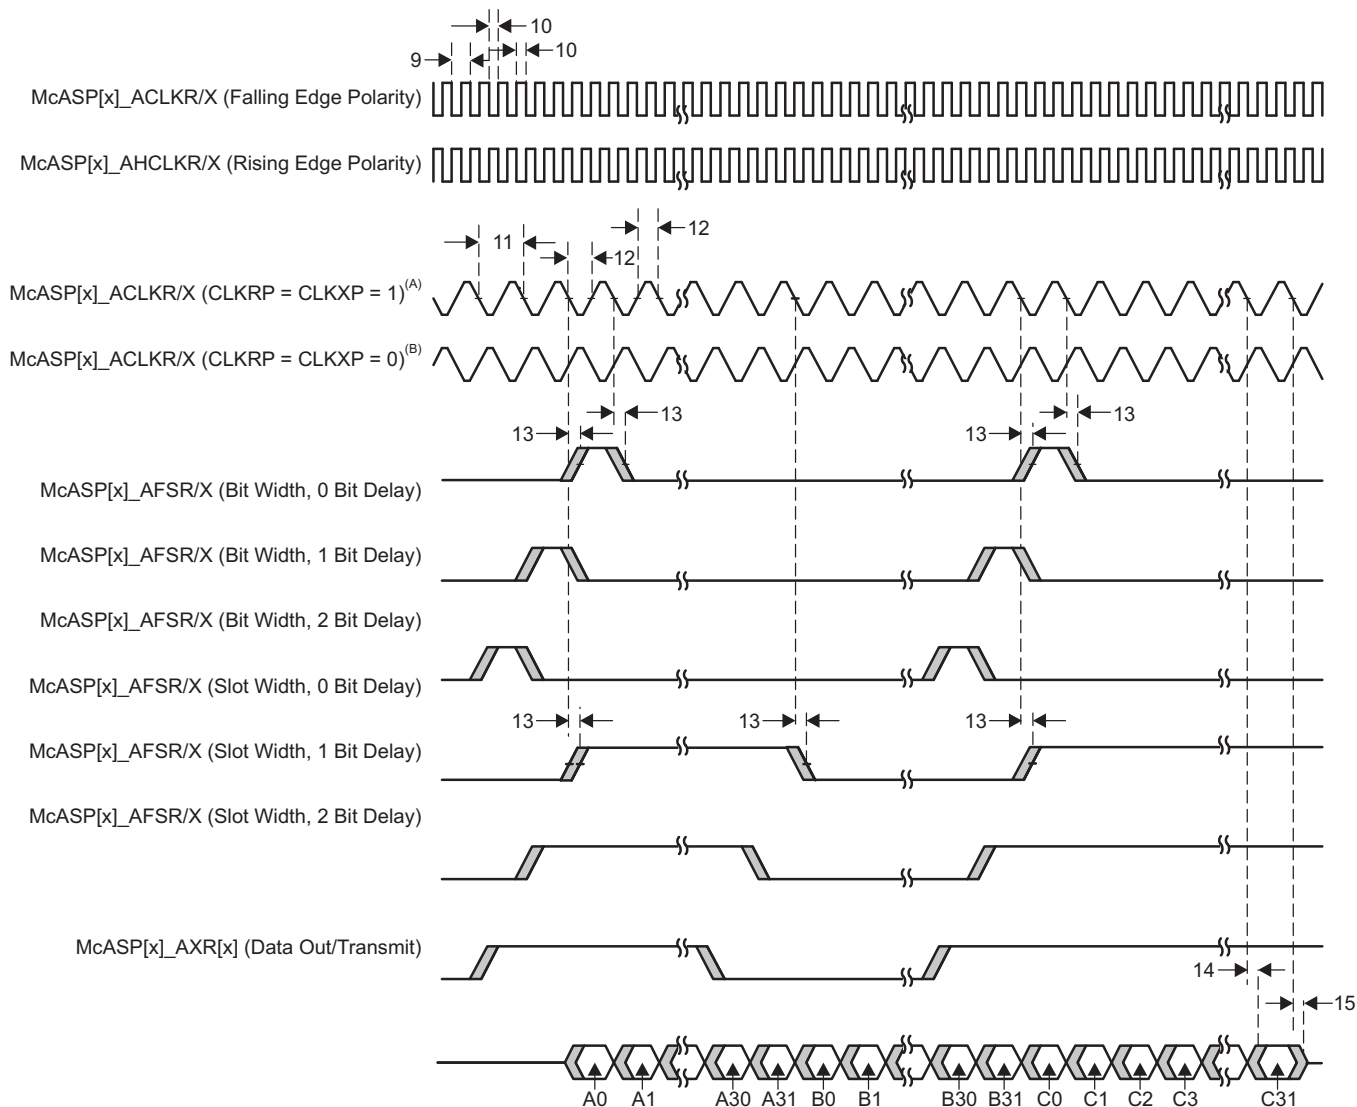 10
9
10
McASP[x]_ACLKR/X (Falling Edge Polarity)
McASP[x]_AHCLKR/X (Rising Edge Polarity)
12
11
12
McASP[x]_ACLKR/X (CLKRP = CLKXP = 1)(A)
McASP[x]_ACLKR/X (CLKRP = CLKXP = 0)(B)
13
13
13
13
McASP[x]_AFSR/X (Bit Width, 0 Bit Delay)
McASP[x]_AFSR/X (Bit Width, 1 Bit Delay)
McASP[x]_AFSR/X (Bit Width, 2 Bit Delay)
McASP[x]_AFSR/X (Slot Width, 0 Bit Delay)
13
13
13
McASP[x]_AFSR/X (Slot Width, 1 Bit Delay)
McASP[x]_AFSR/X (Slot Width, 2 Bit Delay)
McASP[x]_AXR[x] (Data Out/Transmit)
14
15
A0 A1 A30 A31 B0 B1 B30 B31 C0 C1 C2 C3 C31